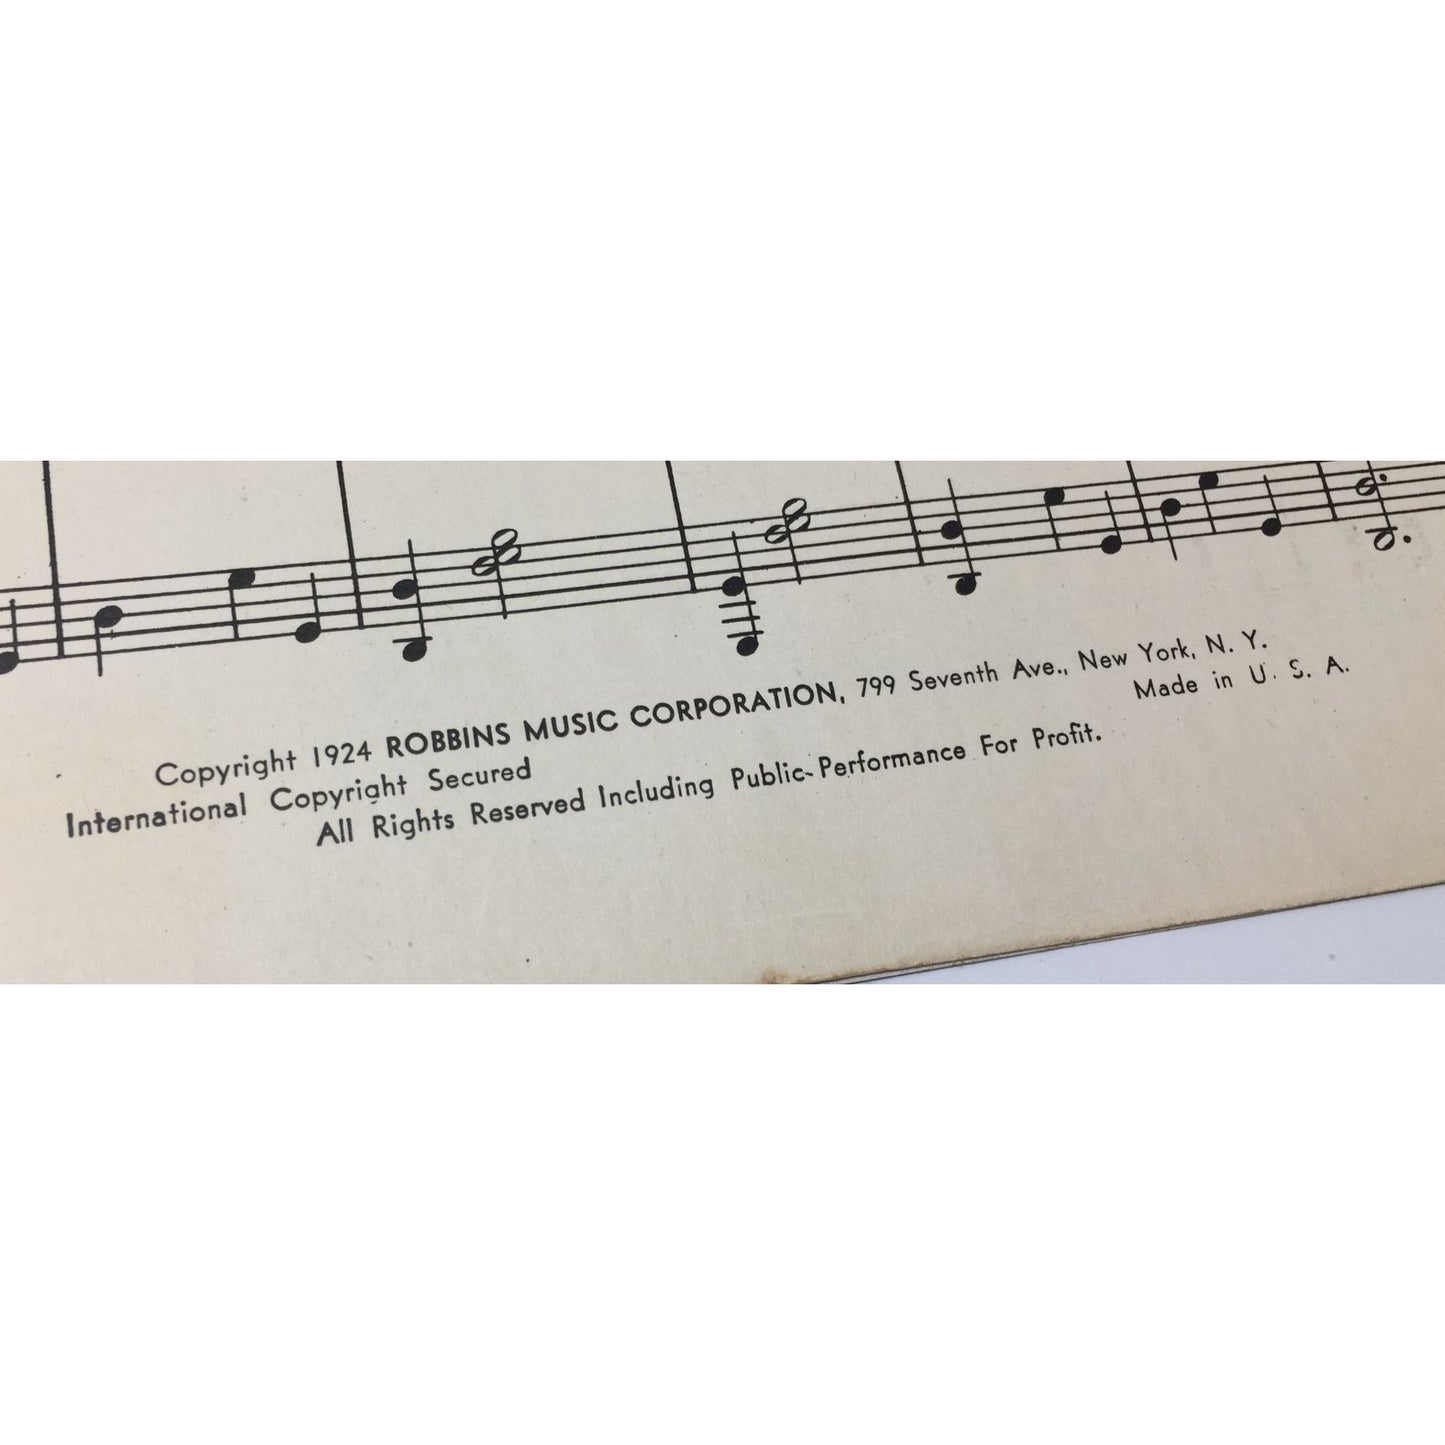 Copyright 1924 ROBBINS MUSIC CORPORATION, 799 Seventh Ave., New York, N. Y.
International Copyright Secured Made in U. S. A.
All Rights Reserved Including Public-Performance For Profit.